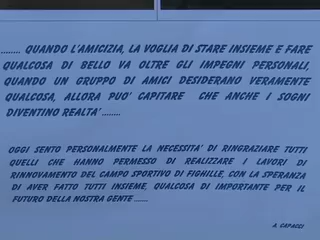 ........ QUANDO L'AMICIZIA, LA VOGLIA DI STARE INSIEME E FARE
QUALCOSA DI BELLO VA OLTRE GLI IMPEGNI PERSONALI,
QUANDO UN GRUPPO DI AMICI DESIDERANO VERAMENTE
QUALCOSA, ALLORA PUO' CAPITARE CHE ANCHE I SOGNI
DIVENTINO REALTA' ........
OGGI SENTO PERSONALMENTE LA NECESSITA' DI RINGRAZIARE TUTTI
QUELLI CHE HANNO PERMESSO DI REALIZZARE I LAVORI DI
RINNOVAMENTO DEL CAMPO SPORTIVO DI FIGHILLE, CON LA SPERANZA
DI AVER FATTO TUTTI INSIEME, QUALCOSA DI IMPORTANTE PER IL
FUTURO DELLA NOSTRA GENTE ......
A. CAPACCI